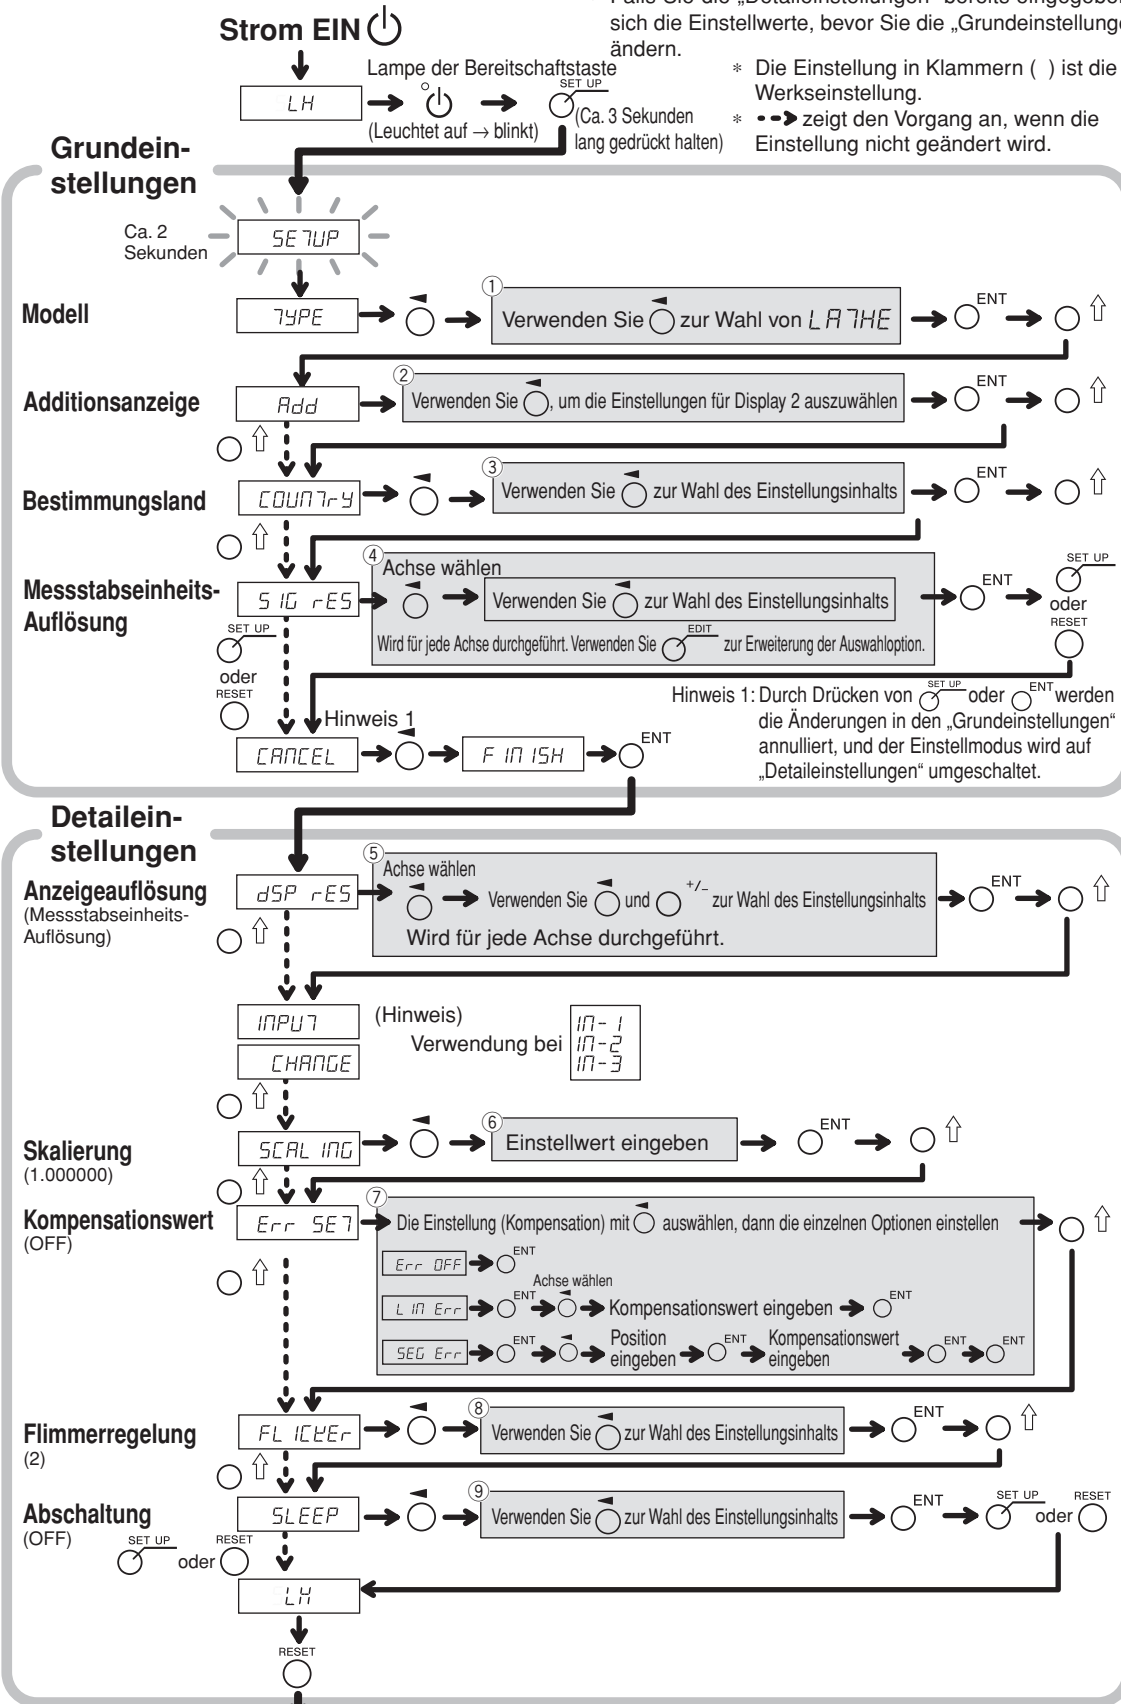 Falls Sie die „Detaileinstellungen“ bereits eingegeben
sich die Einstellwerte, bevor Sie die „Grundeinstellunge
ändern.
Strom EIN
Lampe der Bereitschaftstaste
SET UP
LH
(Leuchtet auf → blinkt)
(Ca. 3 Sekunden
lang gedrückt halten)
* Die Einstellung in Klammern ( ) ist die
Werkseinstellung.
* zeigt den Vorgang an, wenn die
Einstellung nicht geändert wird.
Grundein-
stellungen
Ca. 2
Sekunden
SETUP
Modell
TYPE
①
Verwenden Sie zur Wahl von LATHE
ENT
Additionsanzeige
Add
②
Verwenden Sie , um die Einstellungen für Display 2 auszuwählen
ENT
Bestimmungsland
COUNTrY
③
Verwenden Sie zur Wahl des Einstellungsinhalts
ENT
Messstabseinheits-
Auflösung
SIG rES
④
Achse wählen
Verwenden Sie zur Wahl des Einstellungsinhalts
Wird für jede Achse durchgeführt. Verwenden Sie EDIT zur Erweiterung der Auswahloption.
ENT
SET UP
oder
RESET
SET UP
oder
RESET
Hinweis 1
CANCEL
FINISH
ENT
Hinweis 1: Durch Drücken von SET UP oder ENT werden
die Änderungen in den „Grundeinstellungen“
annulliert, und der Einstellmodus wird auf
„Detaileinstellungen“ umgeschaltet.
Detailein-
stellungen
Anzeigeauflösung
(Messstabseinheits-
Auflösung)
dSP rES
⑤
Achse wählen
Verwenden Sie und +/- zur Wahl des Einstellungsinhalts
Wird für jede Achse durchgeführt.
ENT
INPUT
CHANGE
(Hinweis)
Verwendung bei
IN-1
IN-2
IN-3
Skalierung
(1.000000)
SCALING
⑥
Einstellwert eingeben
ENT
Kompensationswert
(OFF)
Err SET
⑦
Die Einstellung (Kompensation) mit auswählen, dann die einzelnen Optionen einstellen
Err OFF
ENT
Achse wählen
LIN Err
ENT
Kompensationswert eingeben
ENT
SEG Err
ENT
Position
eingeben
ENT
Kompensationswert
eingeben
ENT
ENT
Flimmerregelung
(2)
FLICKEr
⑧
Verwenden Sie zur Wahl des Einstellungsinhalts
ENT
Abschaltung
(OFF)
SLEEP
⑨
Verwenden Sie zur Wahl des Einstellungsinhalts
ENT
SET UP
oder
RESET
SET UP
oder
RESET
LH
RESET